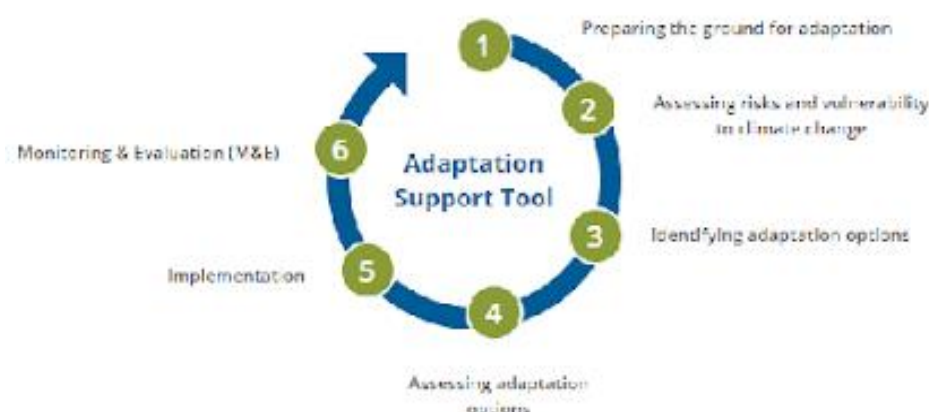 1
Preparing the ground for adaptation
2
Assessing risks and vulnerability
to climate change
Adaptation
Support Tool
6
Monitoring & Evaluation (M&E)
3
Identifying adaptation options
5
Implementation
4
Assessing adaptation
options